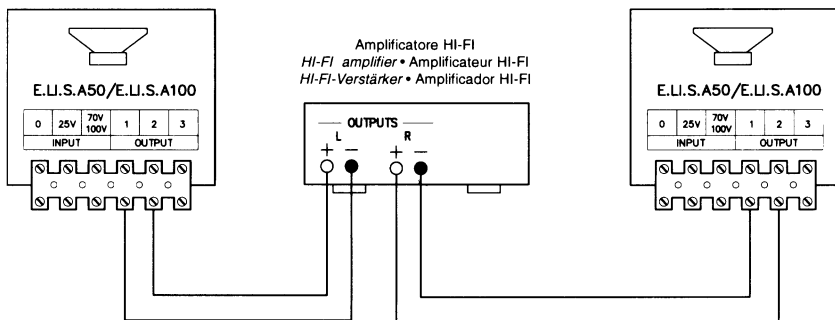 Amplificatore HI-FI
HI-FI amplifier • Amplificateur HI-FI
HI-FI-Verstärker • Amplificador HI-FI
E.LI.S.A50/E.LI.S.A100
0 25V 70V 100V 1 2 3
INPUT OUTPUT
OUTPUTS
L R
+ − + −
E.LI.S.A50/E.LI.S.A100
0 25V 70V 100V 1 2 3
INPUT OUTPUT